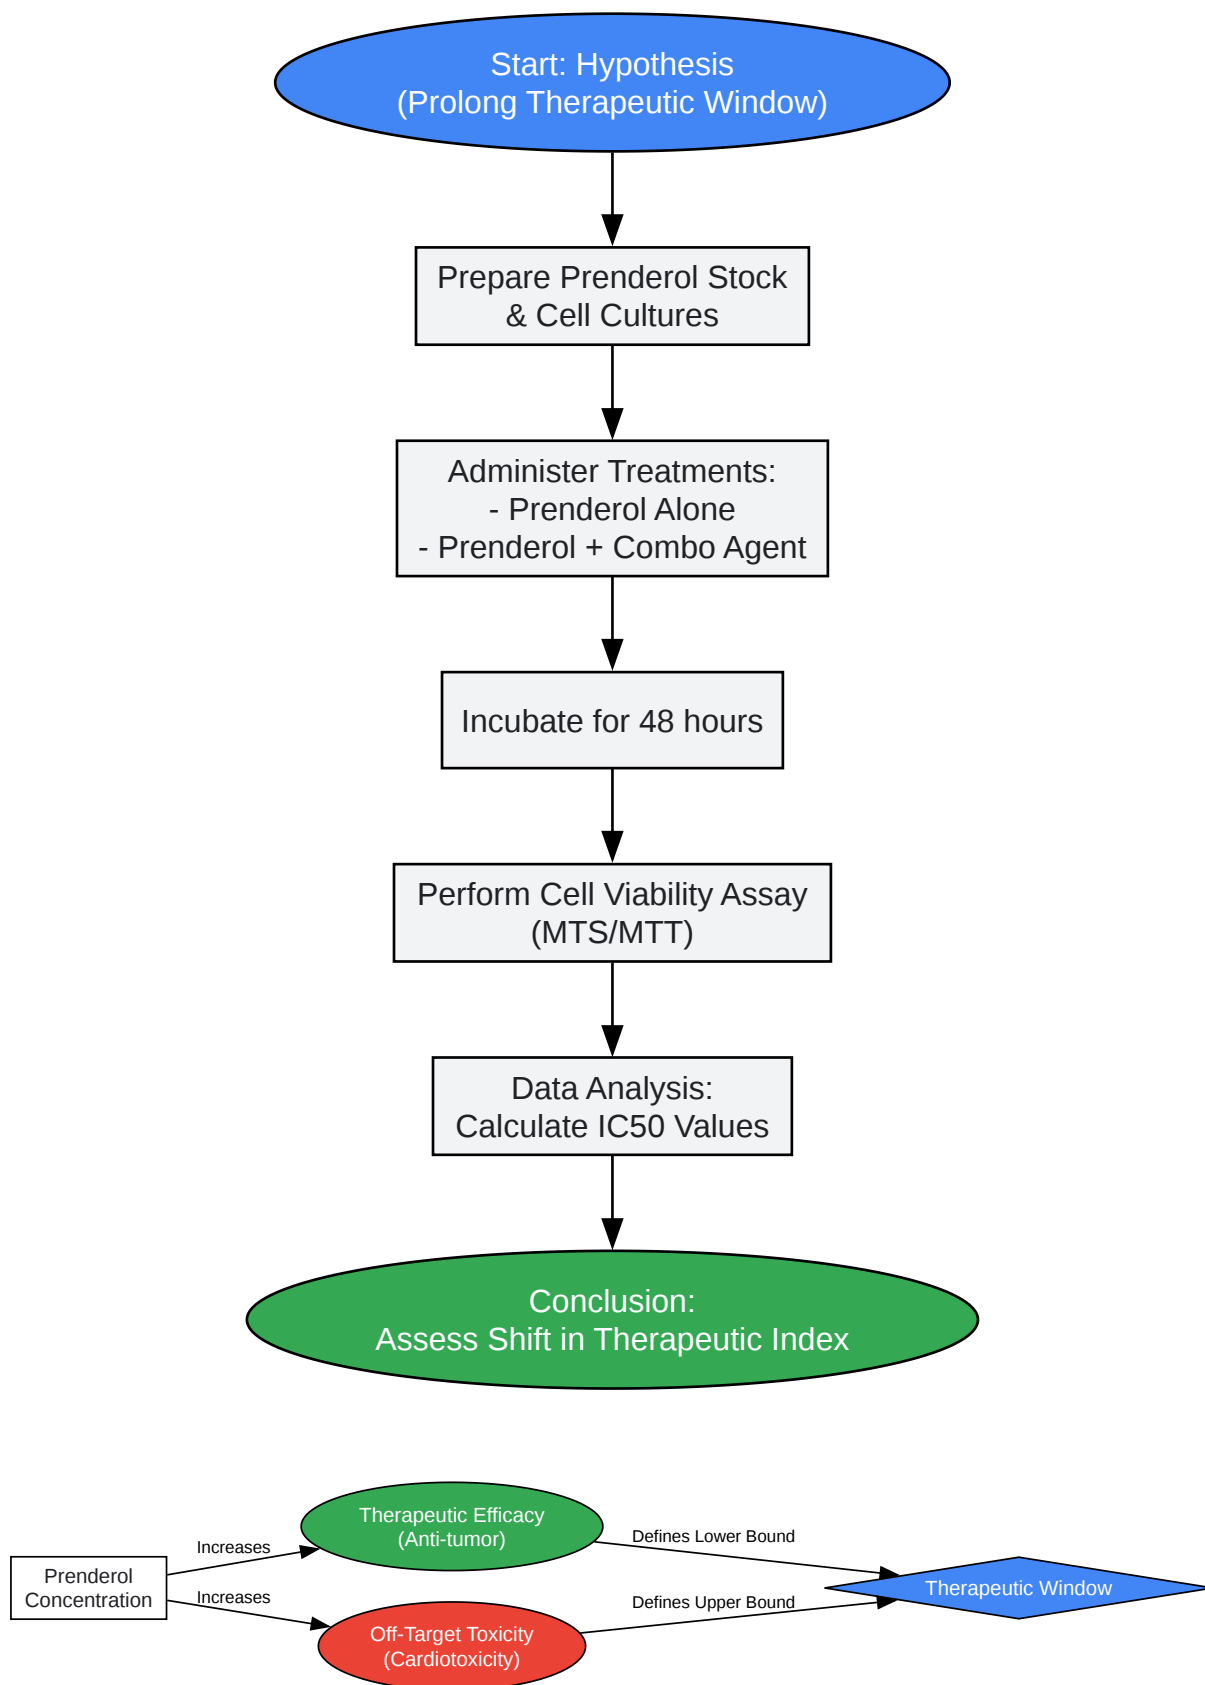 Start: Hypothesis
(Prolong Therapeutic Window)
Prepare Prenderol Stock
& Cell Cultures
Administer Treatments:
- Prenderol Alone
- Prenderol + Combo Agent
Incubate for 48 hours
Perform Cell Viability Assay
(MTS/MTT)
Data Analysis:
Calculate IC50 Values
Conclusion:
Assess Shift in Therapeutic Index
Prenderol
Concentration
Increases
Increases
Therapeutic Efficacy
(Anti-tumor)
Off-Target Toxicity
(Cardiotoxicity)
Defines Lower Bound
Defines Upper Bound
Therapeutic Window